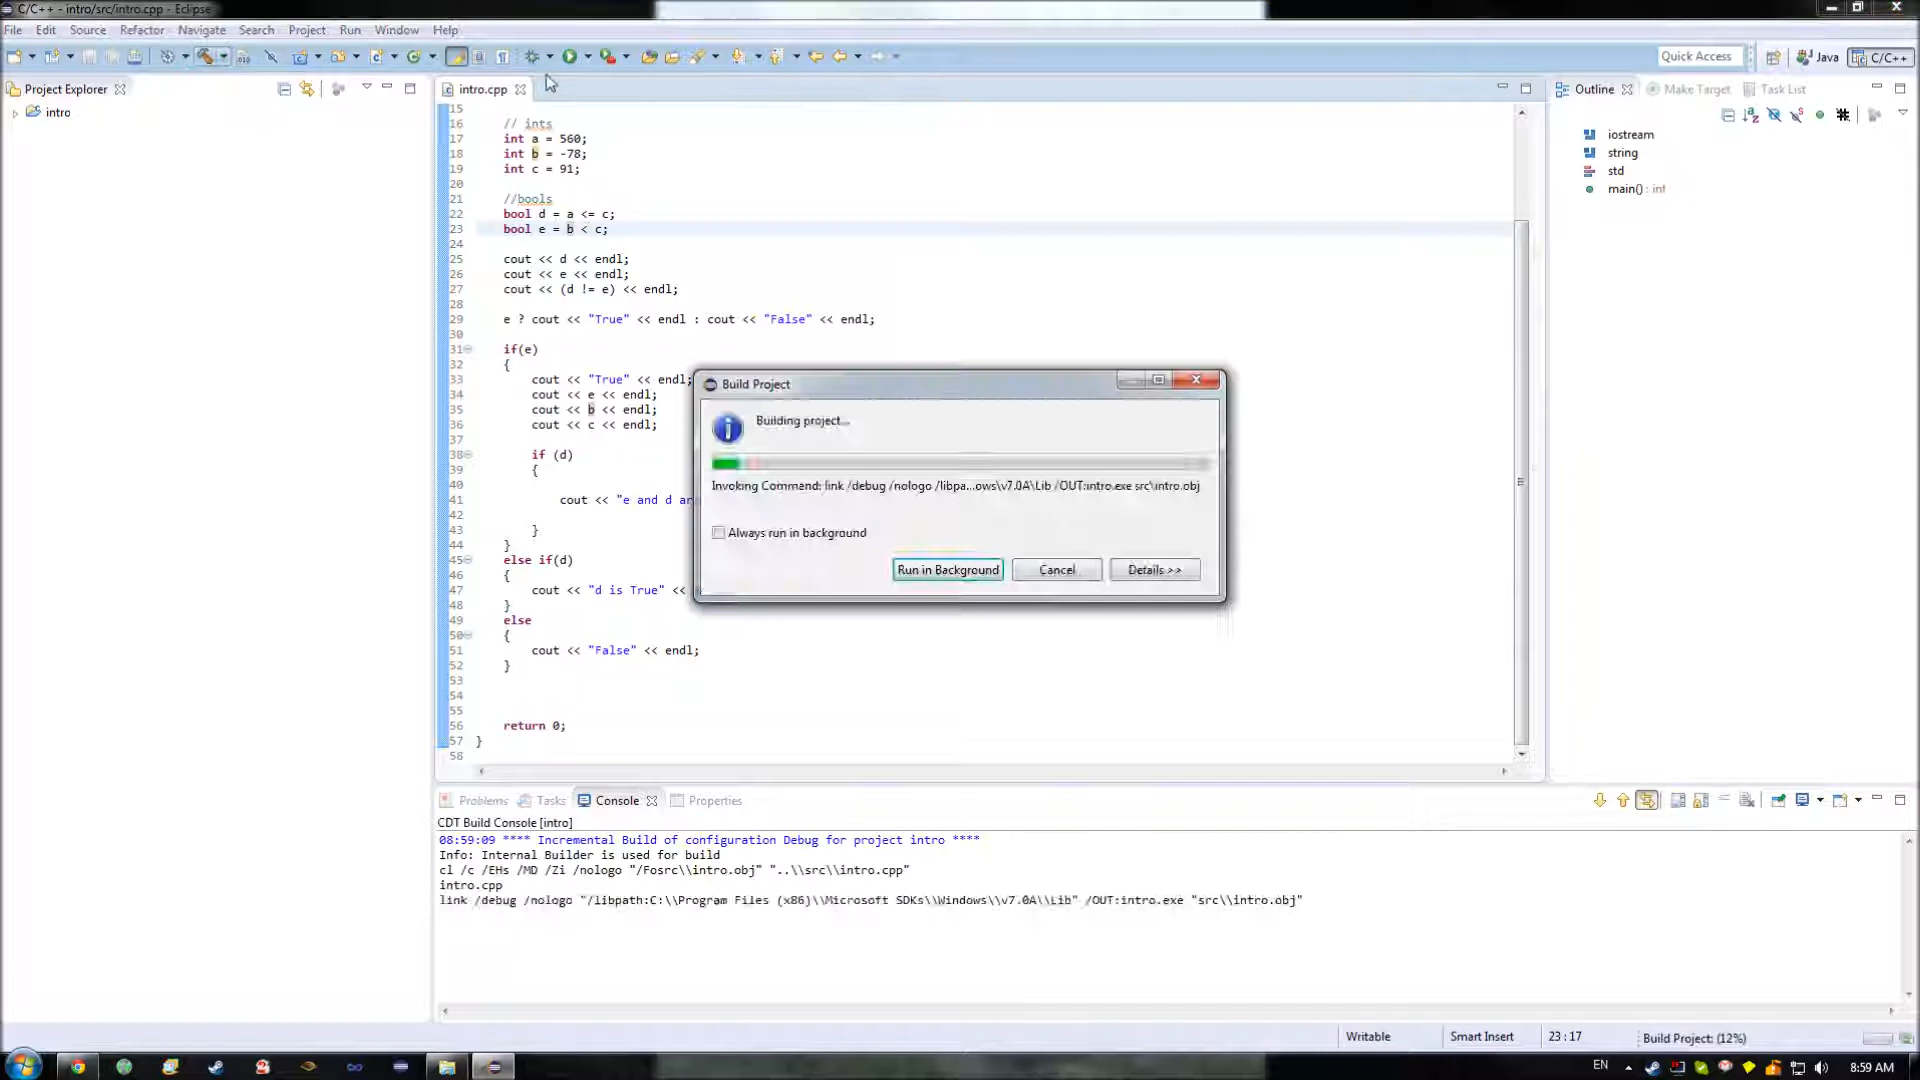 C/C++ - intro/src/intro.cpp - Eclipse
File Edit Source Refactor Navigate Search Project Run Window Help
Quick Access Java C/C++
Project Explorer
intro
intro.cpp
15
16 // ints
17 int a = 560;
18 int b = -78;
19 int c = 91;
20
21 //bools
22 bool d = a <= c;
23 bool e = b < c;
24
25 cout << d << endl;
26 cout << e << endl;
27 cout << (d != e) << endl;
28
29 e ? cout << "True" << endl : cout << "False" << endl;
30
31 if(e)
32 {
33 cout << "True" << endl;
34 cout << e << endl;
35 cout << b << endl;
36 cout << c << endl;
37
38 if (d)
39 {
40
41 cout << "e and d
42
43 }
44 }
45 else if(d)
46 {
47 cout << "d is True" <<
48 }
49 else
50 {
51 cout << "False" << endl;
52 }
53
54
55
56 return 0;
57 }
58
Build Project
Building project...
Invoking Command: link /debug /nologo /libpa...ows\v7.0A\Lib /OUT:intro.exe src\intro.obj
Always run in background
Run in Background Cancel Details >>
Outline Make Target Task List
iostream
string
std
main() : int
Problems Tasks Console Properties
CDT Build Console [intro]
08:59:09 **** Incremental Build of configuration Debug for project intro ****
Info: Internal Builder is used for build
cl /c /EHs /MD /Zi /nologo "/Fosrc\\intro.obj" "..\\src\\intro.cpp"
intro.cpp
link /debug /nologo "/libpath:C:\\Program Files (x86)\\Microsoft SDKs\\Windows\\v7.0A\\Lib" /OUT:intro.exe "src\\intro.obj"
Writable Smart Insert 23 : 17 Build Project: (12%)
EN 8:59 AM